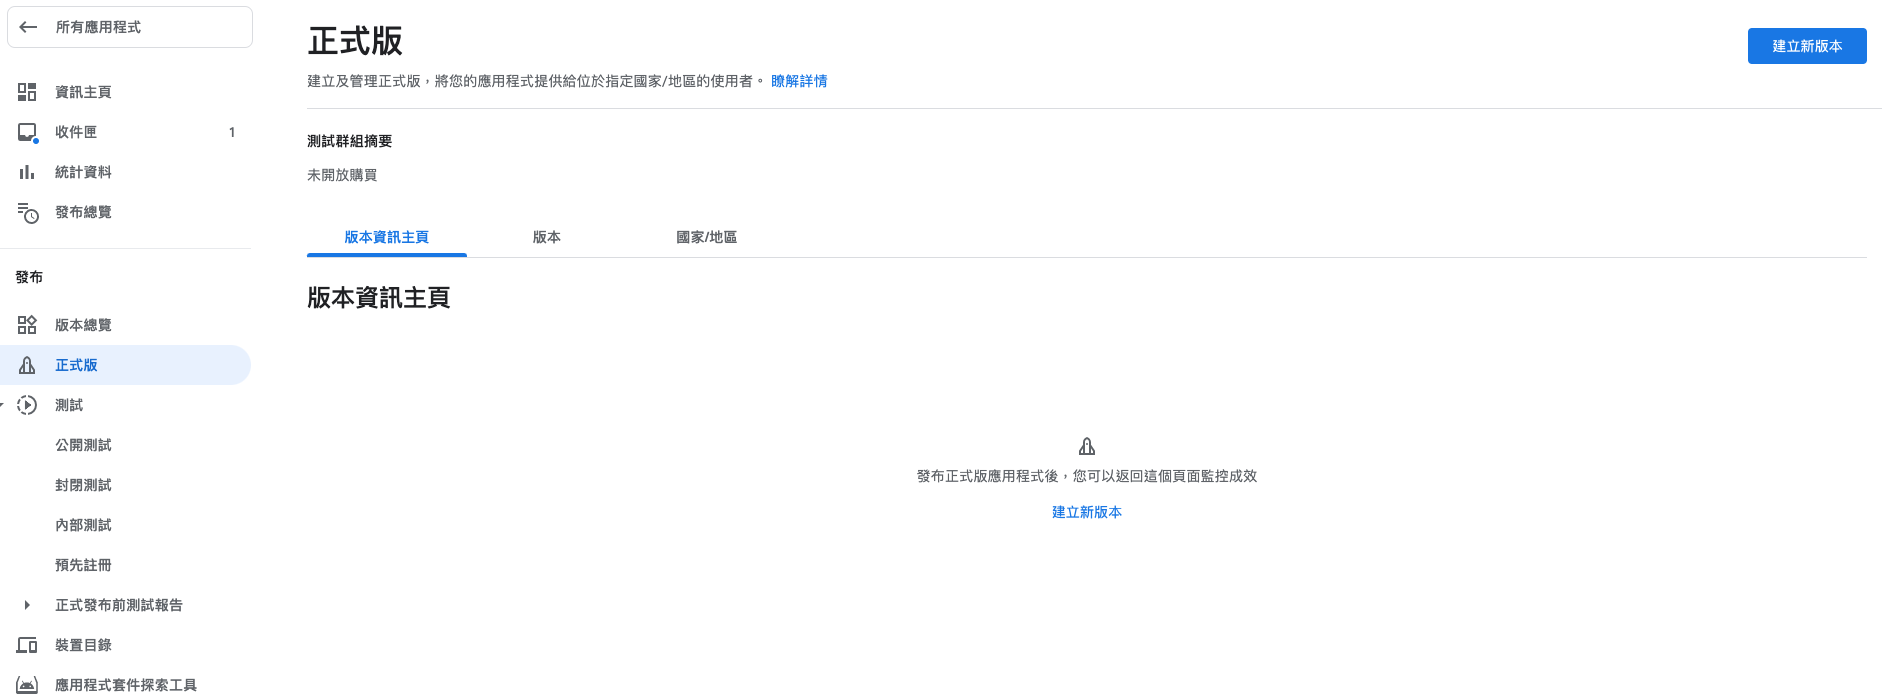 所有應用程式
資訊主頁
收件匣 1
統計資料
發布總覽
發布
版本總覽
正式版
測試
公開測試
封閉測試
內部測試
預先註冊
正式發布前測試報告
裝置目錄
應用程式套件探索工具
正式版
建立新版本
建立及管理正式版，將您的應用程式提供給位於指定國家/地區的使用者。 瞭解詳情
測試群組摘要
未開放購買
版本資訊主頁 版本 國家/地區
版本資訊主頁
發布正式版應用程式後，您可以返回這個頁面監控成效
建立新版本